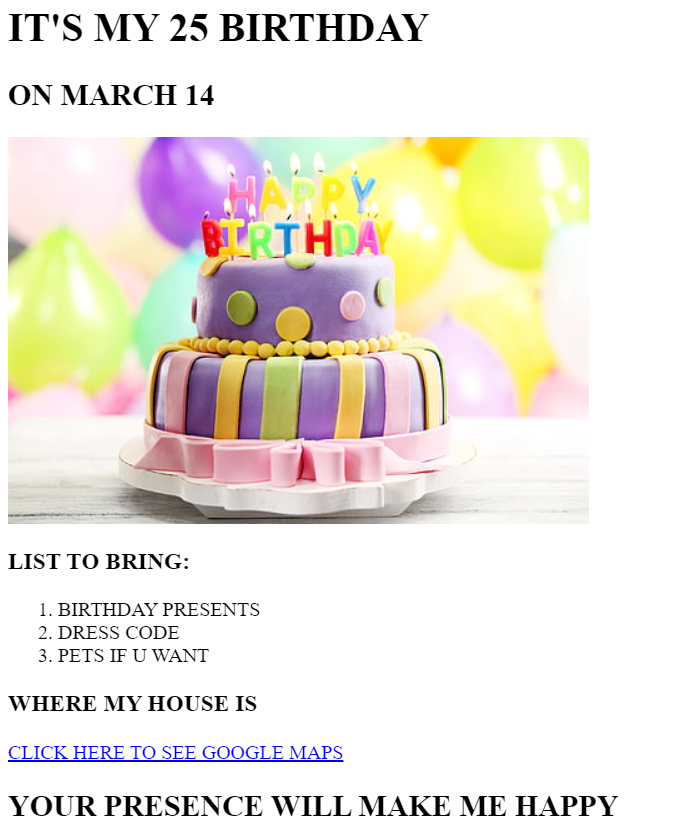 IT'S MY 25 BIRTHDAY
ON MARCH 14
HAPPY
BIRTHDAY
LIST TO BRING:
1. BIRTHDAY PRESENTS
2. DRESS CODE
3. PETS IF U WANT
WHERE MY HOUSE IS
CLICK HERE TO SEE GOOGLE MAPS
YOUR PRESENCE WILL MAKE ME HAPPY